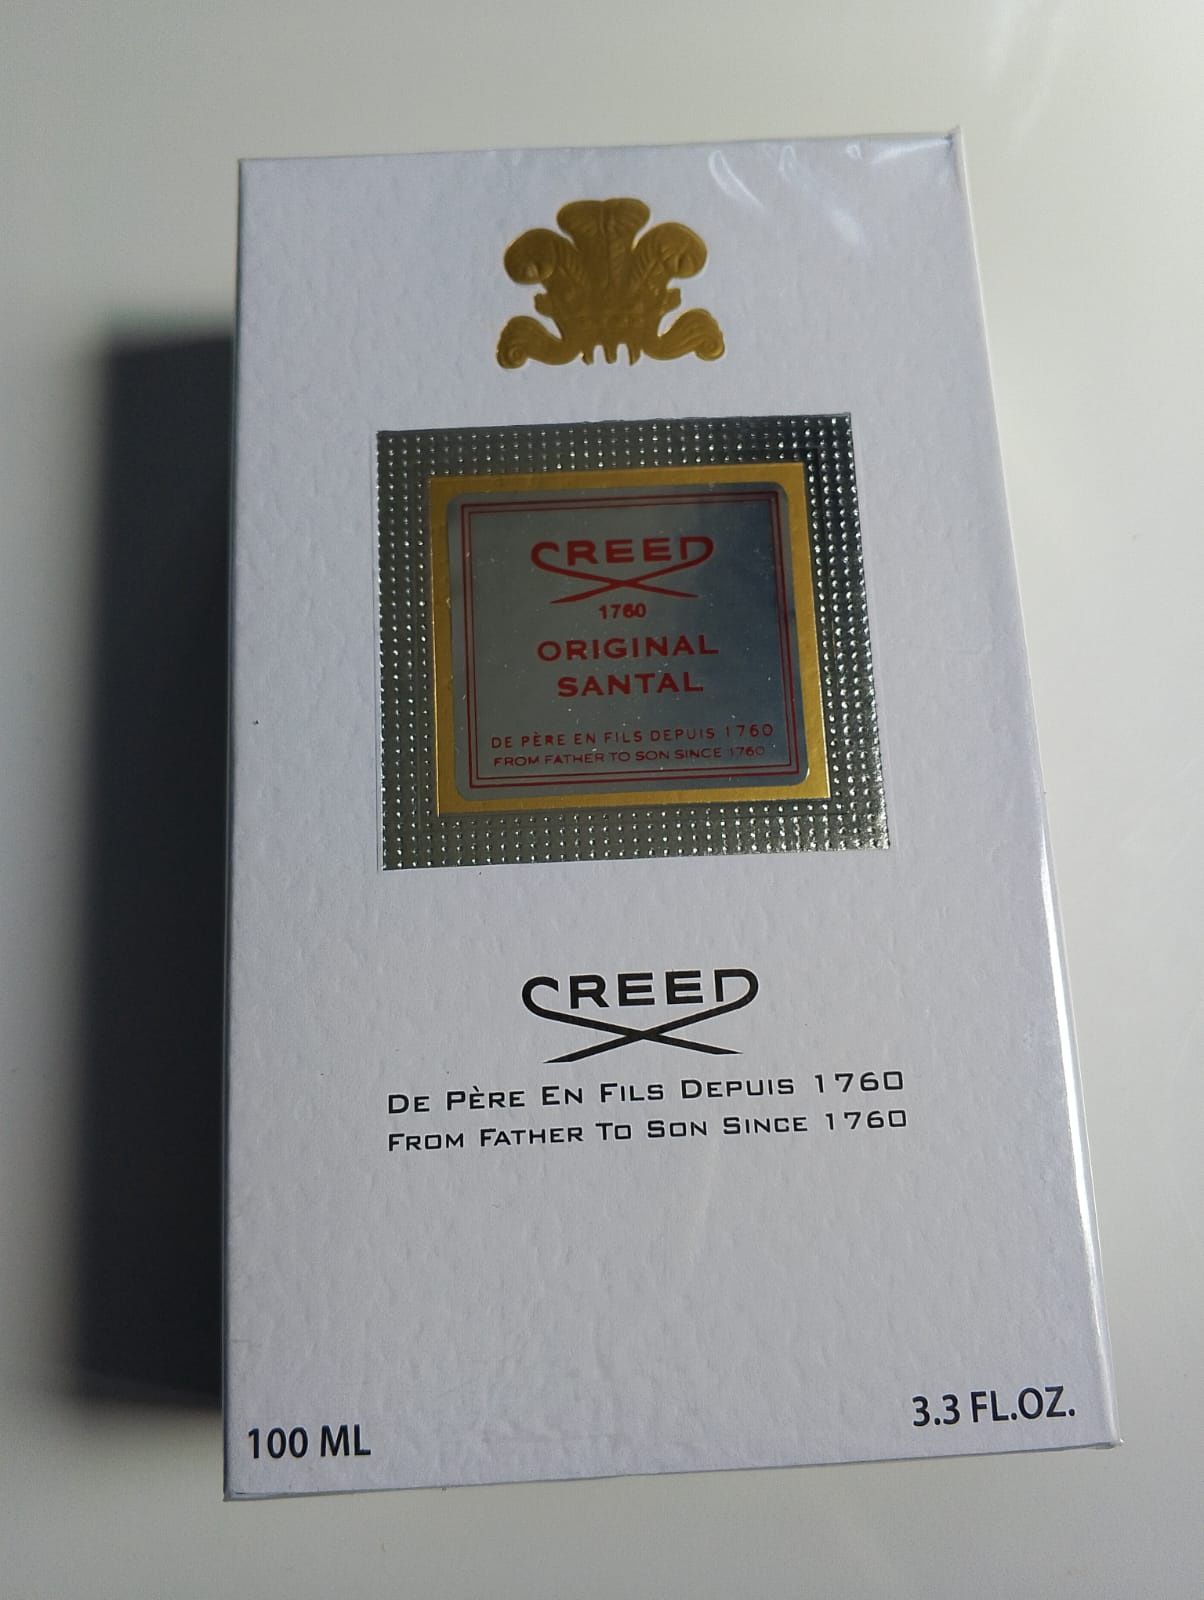 CREED
1760
ORIGINAL
SANTAL
DE PÈRE EN FILS DEPUIS 1760
FROM FATHER TO SON SINCE 1760
CREED
DE PÈRE EN FILS DEPUIS 1760
FROM FATHER TO SON SINCE 1760
100 ML
3.3 FL.OZ.